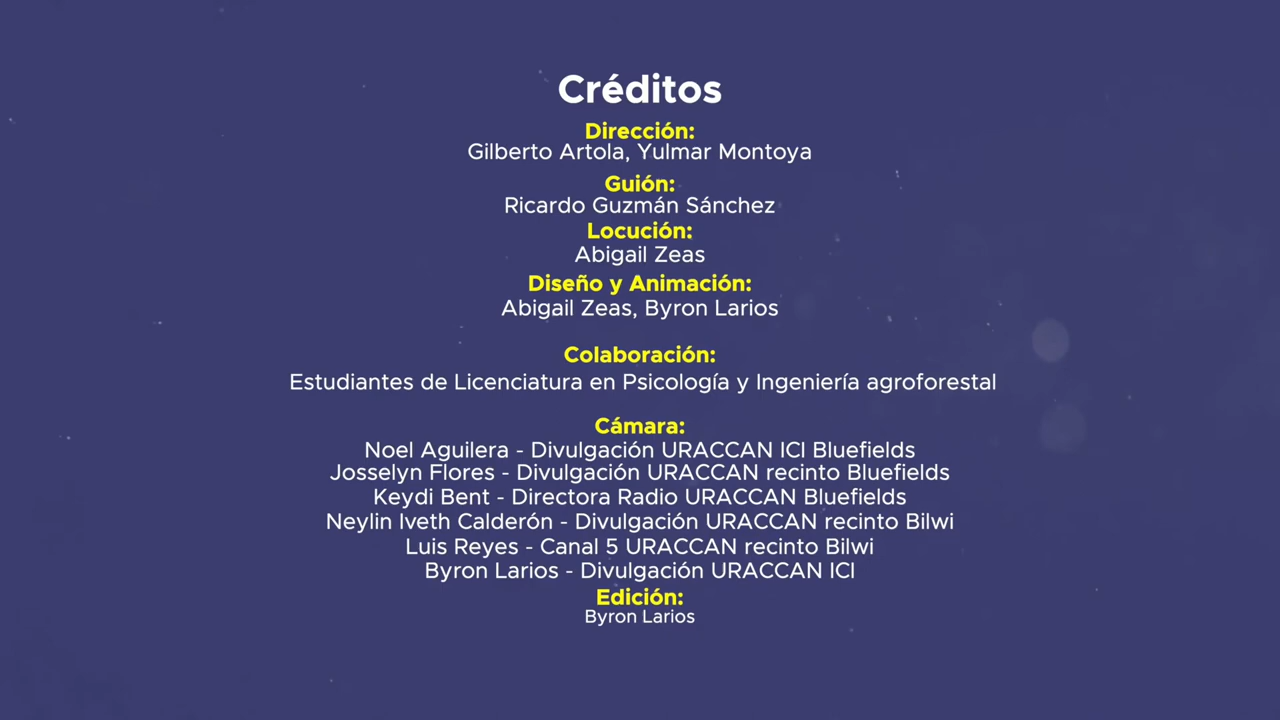 Créditos
Dirección:
Gilberto Artola, Yulmar Montoya
Guión:
Ricardo Guzmán Sánchez
Locución:
Abigail Zeas
Diseño y Animación:
Abigail Zeas, Byron Larios
Colaboración:
Estudiantes de Licenciatura en Psicología y Ingeniería agroforestal
Cámara:
Noel Aguilera - Divulgación URACCAN ICI Bluefields
Josselyn Flores - Divulgación URACCAN recinto Bluefields
Keydi Bent - Directora Radio URACCAN Bluefields
Neylin Iveth Calderón - Divulgación URACCAN recinto Bilwi
Luis Reyes - Canal 5 URACCAN recinto Bilwi
Byron Larios - Divulgación URACCAN ICI
Edición:
Byron Larios